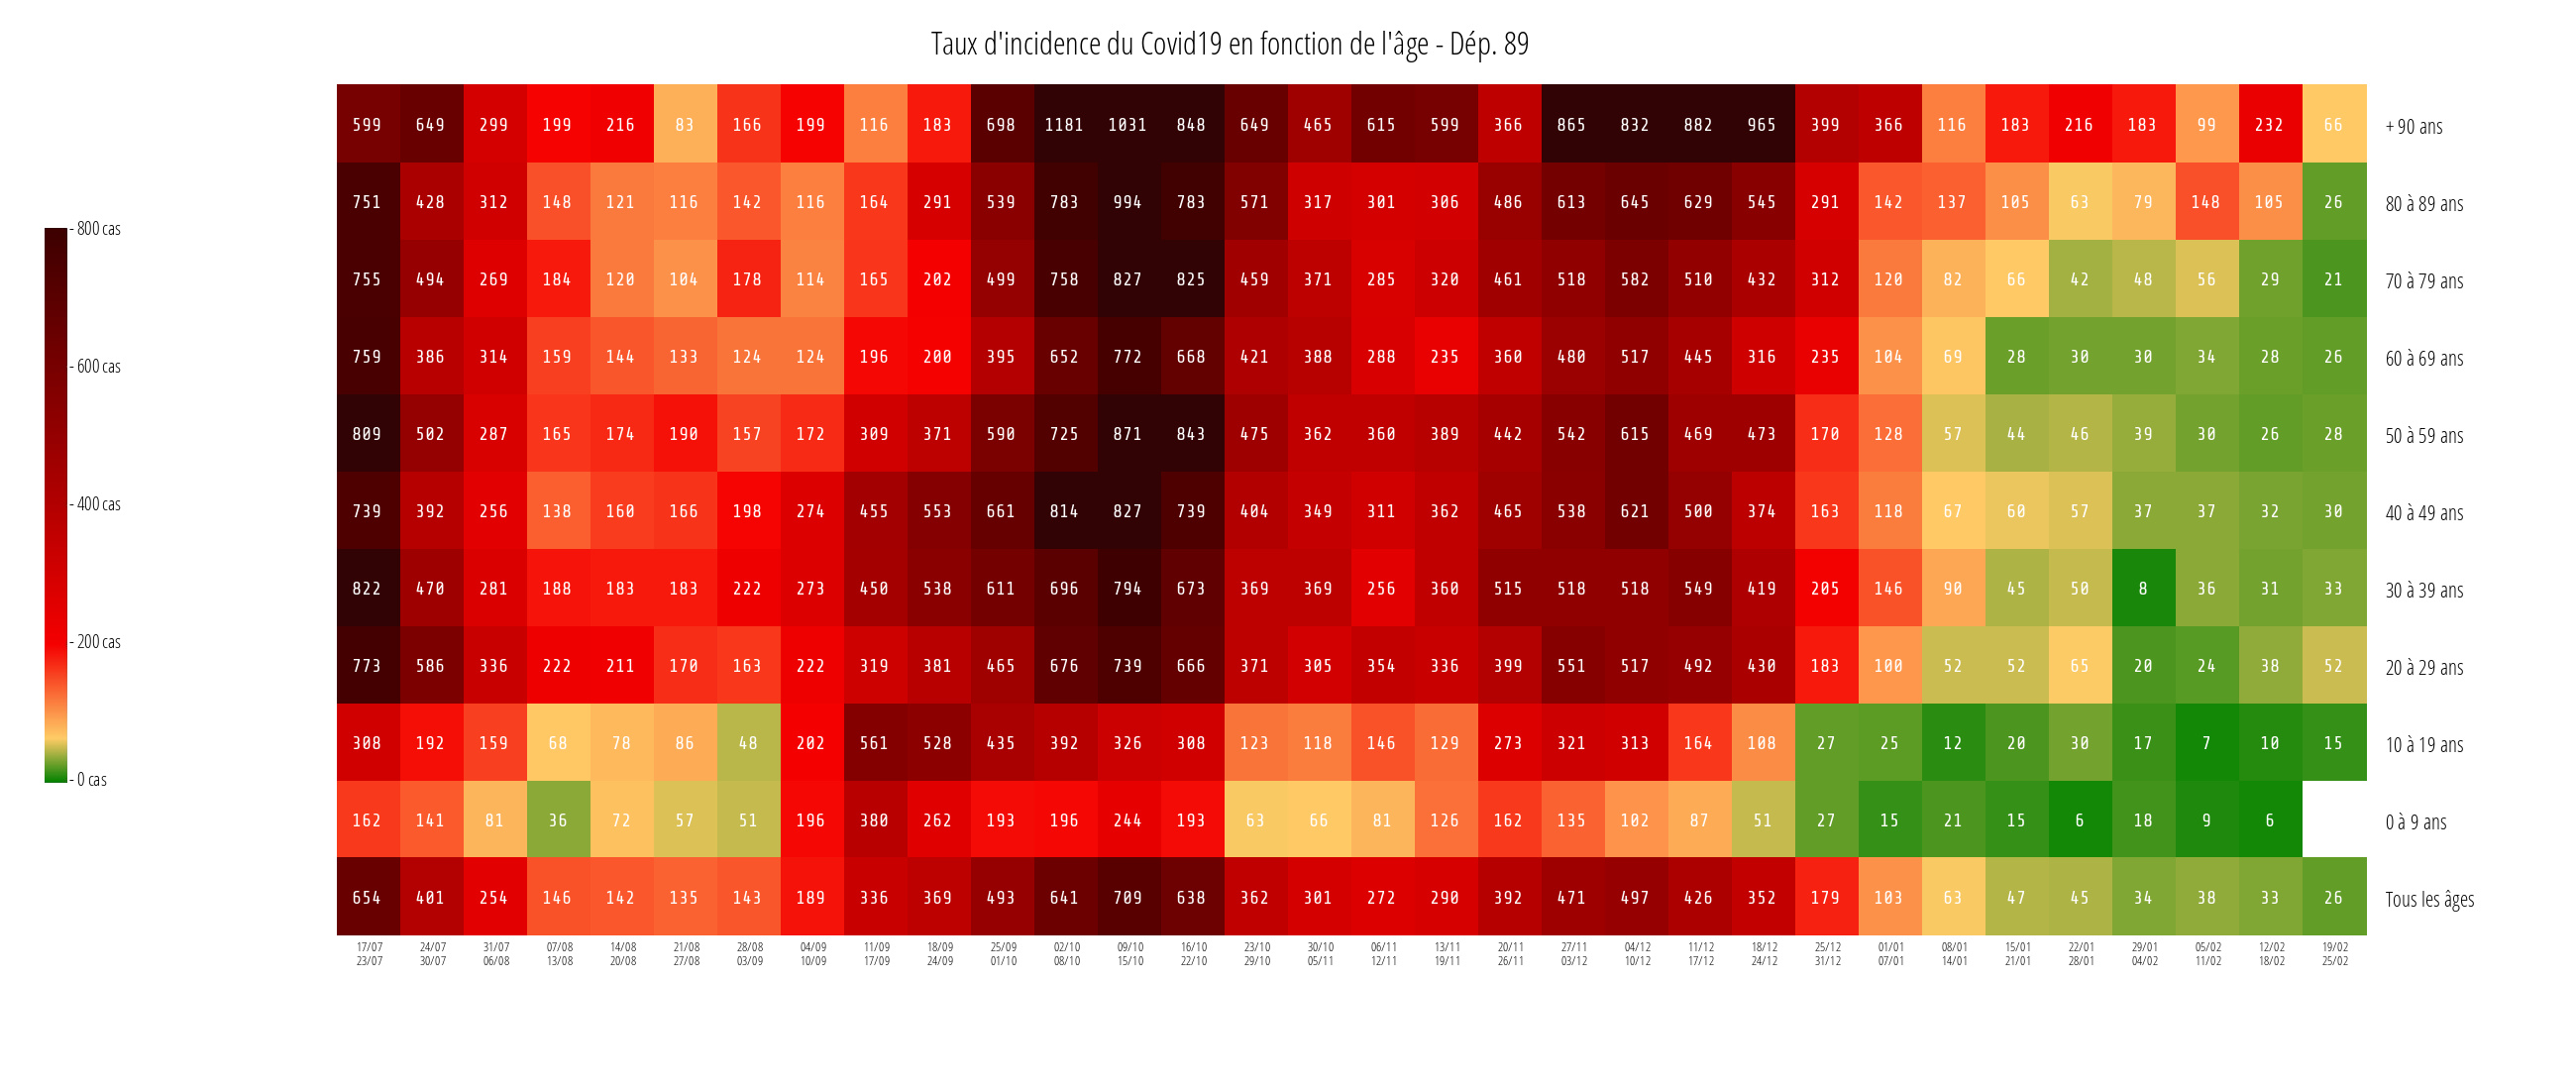 Taux d'incidence du Covid19 en fonction de l'âge - Dép. 89
599 649 299 199 216 83 166 199 116 183 698 1181 1031 848 649 465 615 599 366 865 832 882 965 399 366 116 183 216 183 99 232 66 + 90 ans
751 428 312 148 121 116 142 116 164 291 539 783 994 783 571 317 301 306 486 613 645 629 545 291 142 137 105 63 79 148 105 26 80 à 89 ans
- 800 cas
755 494 269 184 120 104 178 114 165 202 499 758 827 825 459 371 285 320 461 518 582 510 432 312 120 82 66 42 48 56 29 21 70 à 79 ans
759 386 314 159 144 133 124 124 196 200 395 652 772 668 421 388 288 235 360 480 517 445 316 235 104 69 28 30 30 34 28 26 60 à 69 ans
- 600 cas
809 502 287 165 174 190 157 172 309 371 590 725 871 843 475 362 360 389 442 542 615 469 473 170 128 57 44 46 39 30 26 28 50 à 59 ans
- 400 cas
739 392 256 138 160 166 198 274 455 553 661 814 827 739 404 349 311 362 465 538 621 500 374 163 118 67 60 57 37 37 32 30 40 à 49 ans
822 470 281 188 183 183 222 273 450 538 611 696 794 673 369 369 256 360 515 518 518 549 419 205 146 90 45 50 8 36 31 33 30 à 39 ans
- 200 cas
773 586 336 222 211 170 163 222 319 381 465 676 739 666 371 305 354 336 399 551 517 492 430 183 100 52 52 65 20 24 38 52 20 à 29 ans
308 192 159 68 78 86 48 202 561 528 435 392 326 308 123 118 146 129 273 321 313 164 108 27 25 12 20 30 17 7 10 15 10 à 19 ans
- 0 cas
162 141 81 36 72 57 51 196 380 262 193 196 244 193 63 66 81 126 162 135 102 87 51 27 15 21 15 6 18 9 6 0 à 9 ans
654 401 254 146 142 135 143 189 336 369 493 641 709 638 362 301 272 290 392 471 497 426 352 179 103 63 47 45 34 38 33 26 Tous les âges
17/07 24/07 31/07 07/08 14/08 21/08 28/08 04/09 11/09 18/09 25/09 02/10 09/10 16/10 23/10 30/10 06/11 13/11 20/11 27/11 04/12 11/12 18/12 25/12 01/01 08/01 15/01 22/01 29/01 05/02 12/02 19/02
23/07 30/07 06/08 13/08 20/08 27/08 03/09 10/09 17/09 24/09 01/10 08/10 15/10 22/10 29/10 05/11 12/11 19/11 26/11 03/12 10/12 17/12 24/12 31/12 07/01 14/01 21/01 28/01 04/02 11/02 18/02 25/02